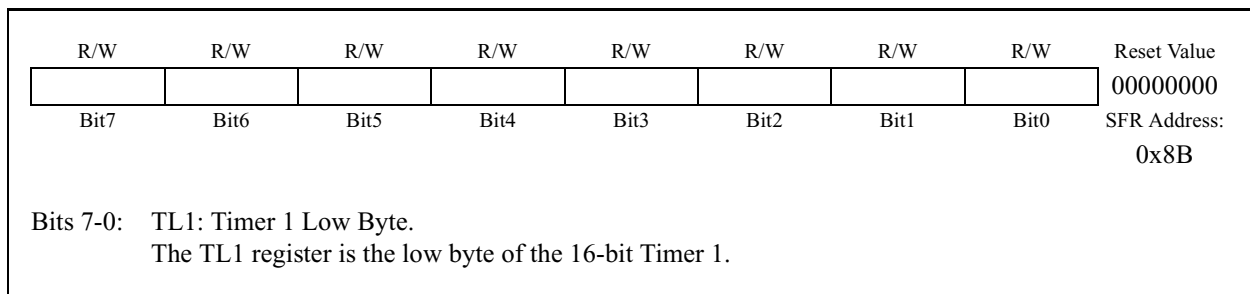 R/W R/W R/W R/W R/W R/W R/W R/W Reset Value
00000000
Bit7 Bit6 Bit5 Bit4 Bit3 Bit2 Bit1 Bit0 SFR Address:
0x8B
Bits 7-0: TL1: Timer 1 Low Byte.
The TL1 register is the low byte of the 16-bit Timer 1.